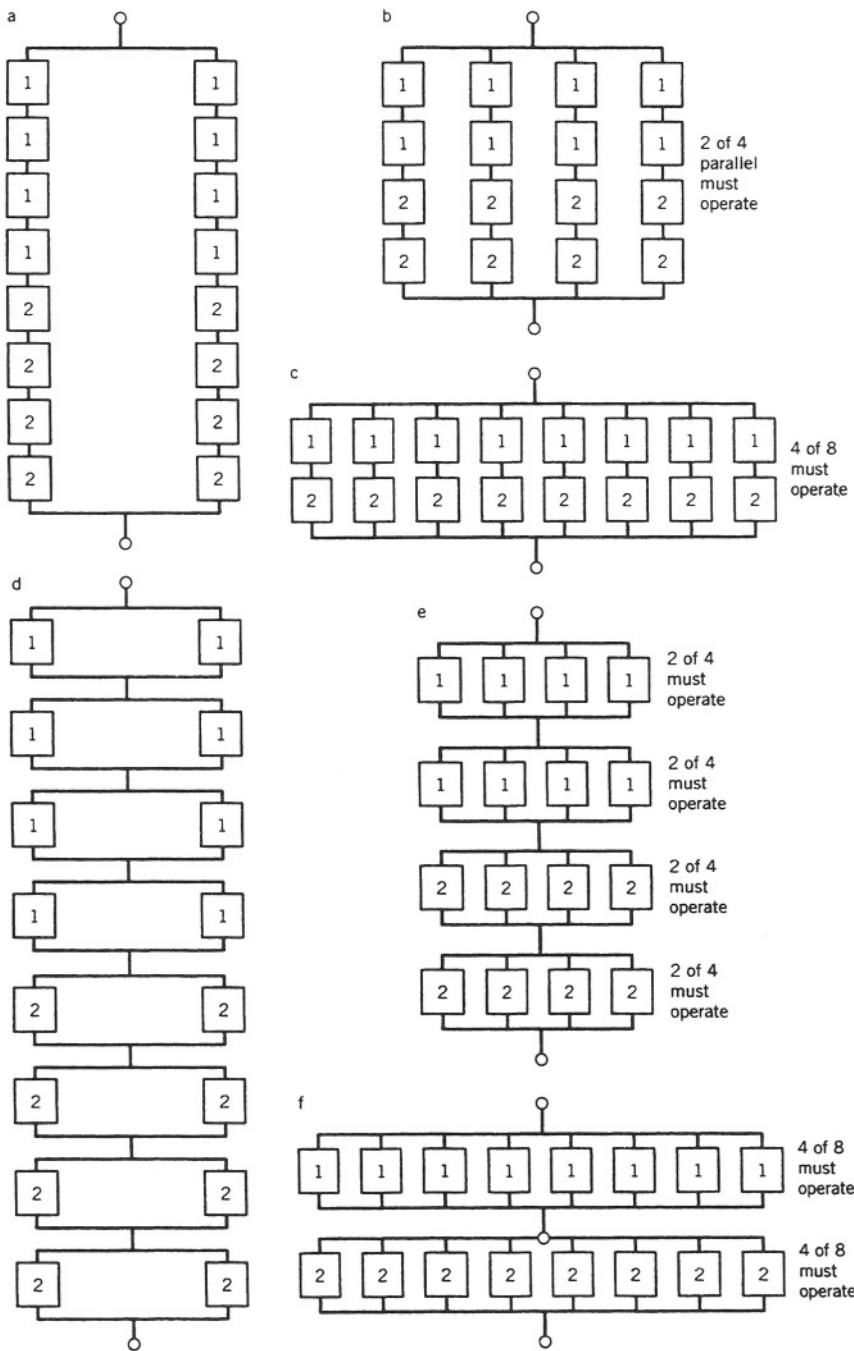 a
1 1
1 1
1 1
1 1
2 2
2 2
2 2
2 2
b
1 1 1 1
1 1 1 1
2 2 2 2
2 2 2 2
2 of 4
parallel
must
operate
c
1 1 1 1 1 1 1 1
2 2 2 2 2 2 2 2
4 of 8
must
operate
d
1 1
1 1
1 1
1 1
2 2
2 2
2 2
2 2
e
1 1 1 1
2 of 4
must
operate
1 1 1 1
2 of 4
must
operate
2 2 2 2
2 of 4
must
operate
2 2 2 2
2 of 4
must
operate
f
1 1 1 1 1 1 1 1
4 of 8
must
operate
2 2 2 2 2 2 2 2
4 of 8
must
operate